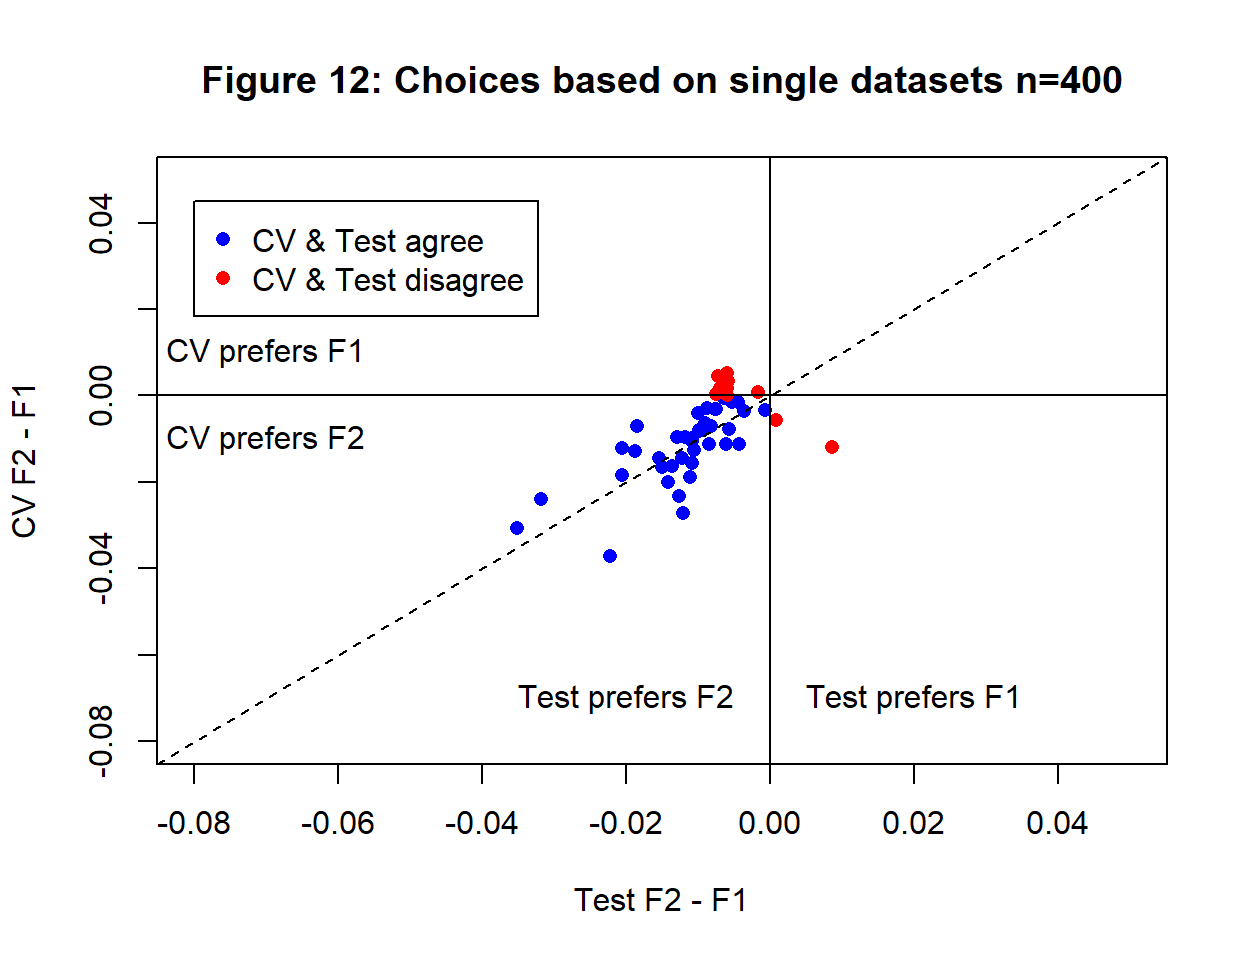 Figure 12: Choices based on single datasets n=400
CV & Test agree
CV & Test disagree
CV prefers F1
CV prefers F2
Test prefers F2
Test prefers F1
CV F2 - F1
0.04
0.00
-0.04
-0.08
-0.08
-0.06
-0.04
-0.02
0.00
0.02
0.04
Test F2 - F1